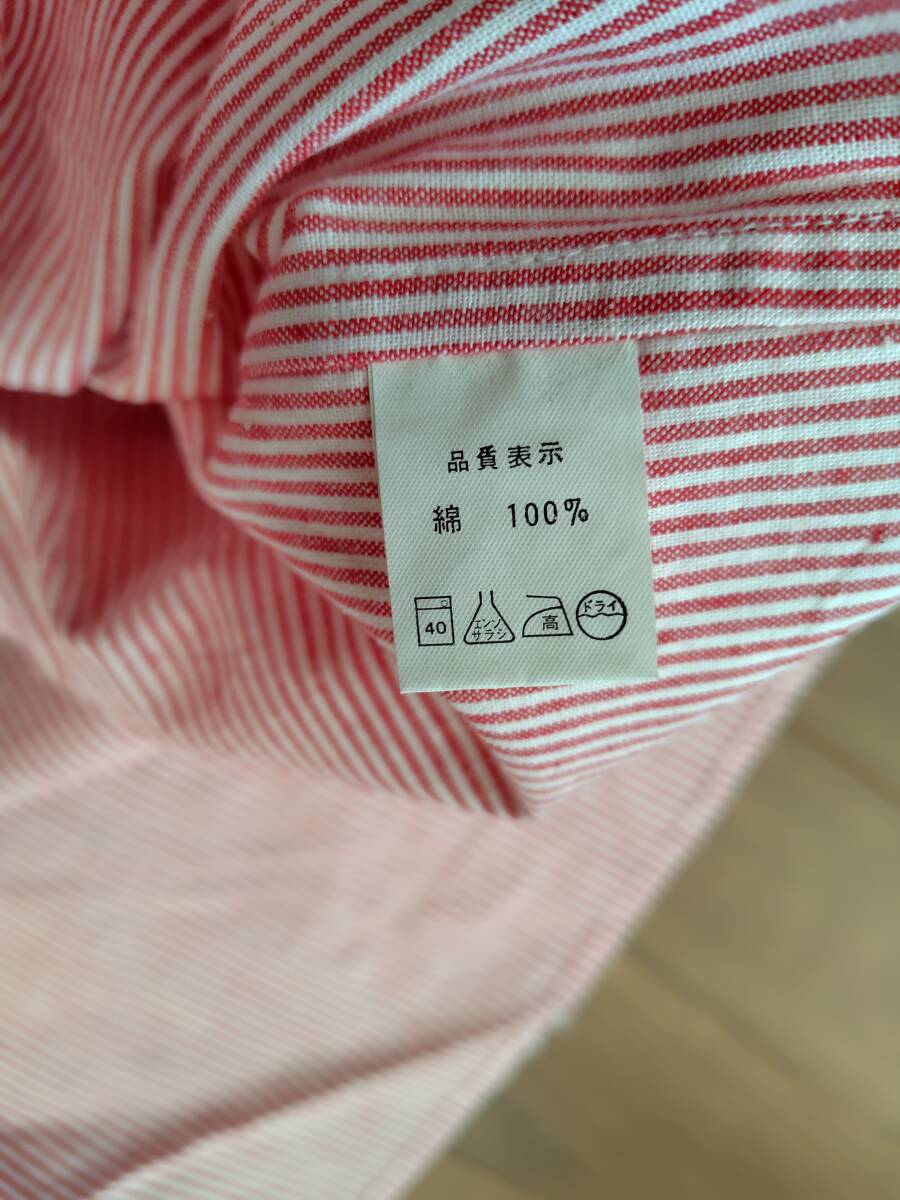 品質表示
綿 100%
40 エンソ サラシ 高 ドライ